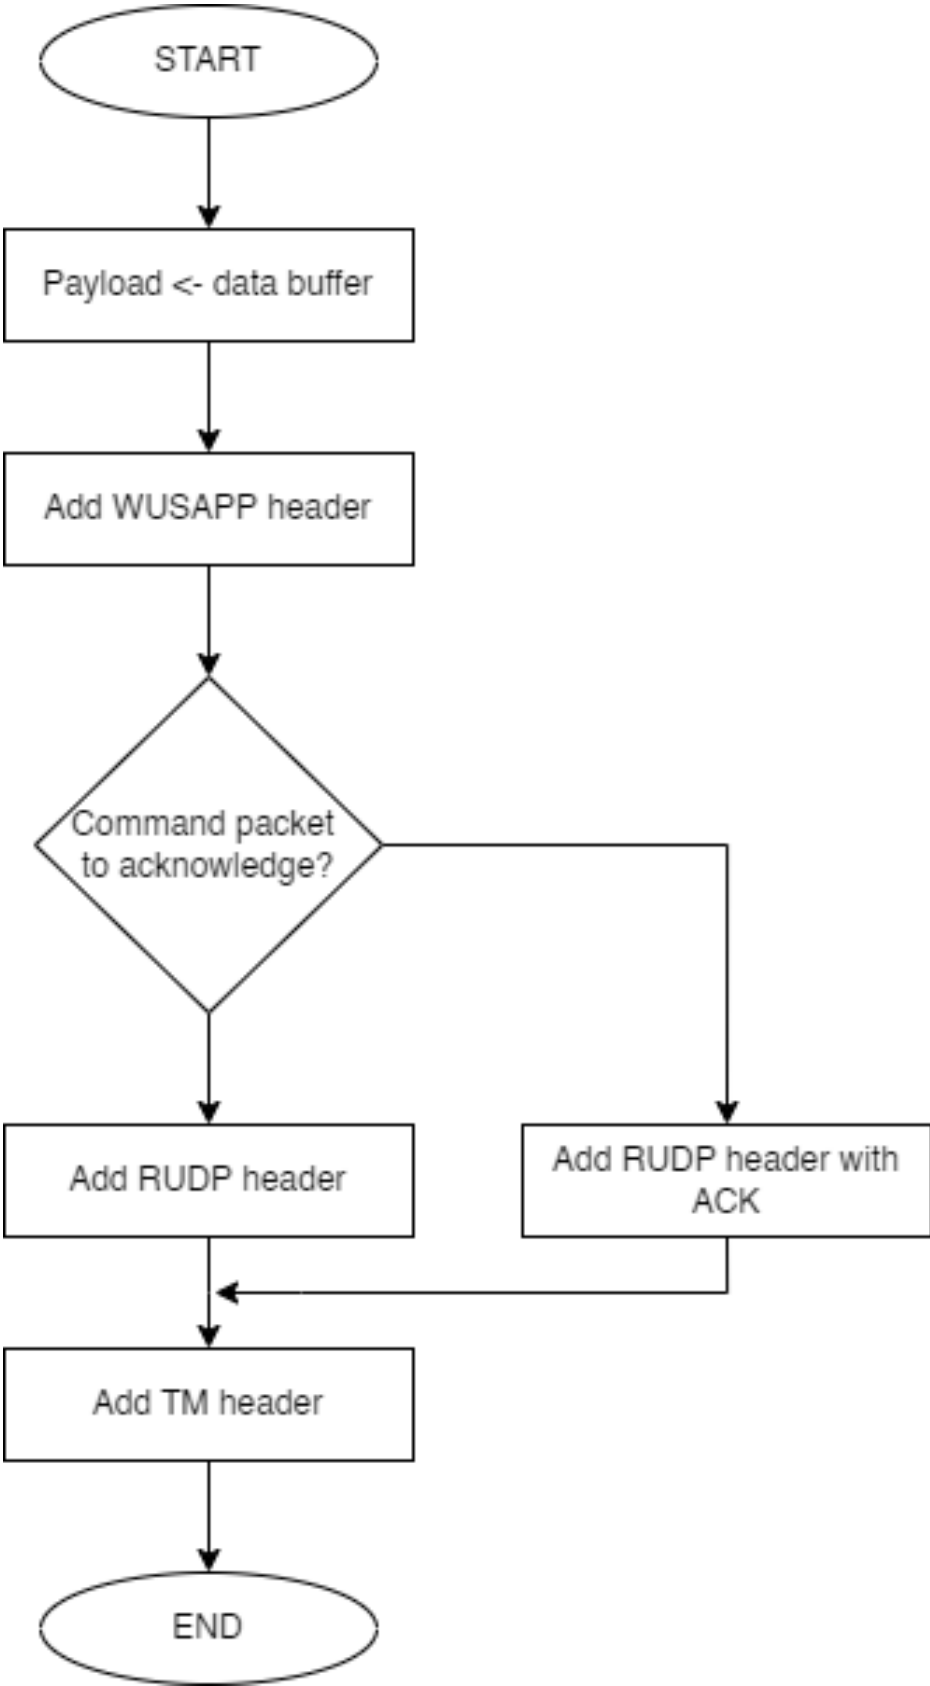 START
Payload <- data buffer
Add WUSAPP header
Command packet
to acknowledge?
Add RUDP header
Add RUDP header with
ACK
Add TM header
END